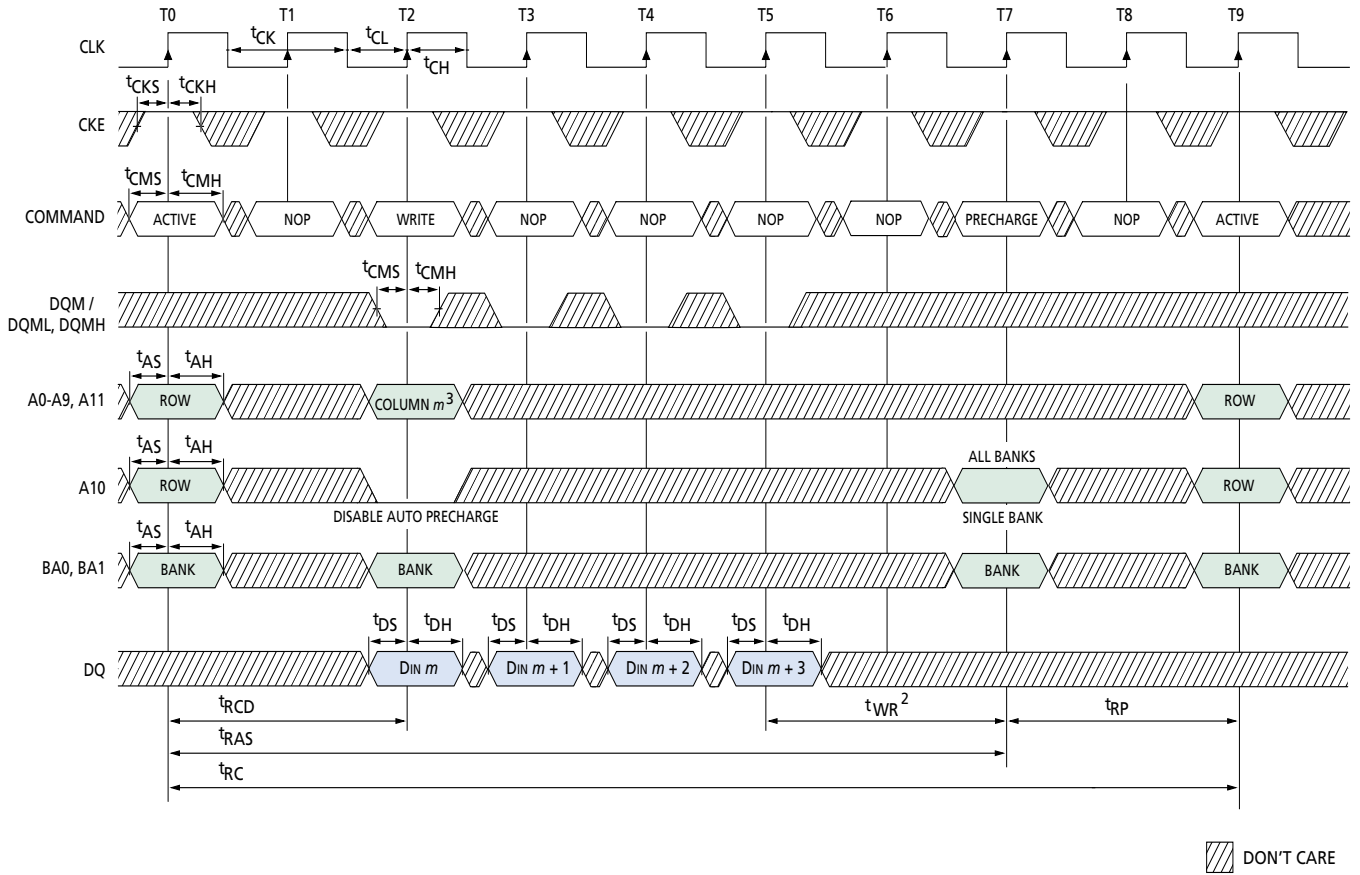 T0 T1 T2 T3 T4 T5 T6 T7 T8 T9
CLK
tCK tCL
tCH
tCKS tCKH
CKE
tCMS tCMH
COMMAND ACTIVE NOP WRITE NOP NOP NOP NOP PRECHARGE NOP ACTIVE
tCMS tCMH
DQM /
DQML, DQMH
tAS tAH
A0-A9, A11 ROW COLUMN m3 ROW
tAS tAH
ALL BANKS
A10 ROW ROW
DISABLE AUTO PRECHARGE SINGLE BANK
tAS tAH
BA0, BA1 BANK BANK BANK BANK
tDS tDH tDS tDH tDS tDH tDS tDH
DQ DIN m DIN m + 1 DIN m + 2 DIN m + 3
tRCD tWR2 tRP
tRAS
tRC
DON'T CARE